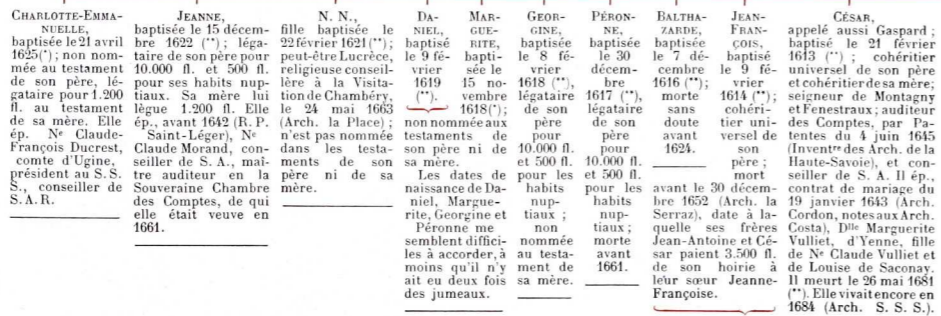 CHARLOTTE-EMMA-
NUELLE,
baptisée le 21 avril
1625(**); non nom-
mée au testament
de son père, lé-
gataire pour 1.200
fl. au testament
de sa mère. Elle
ép. Ne Claude-
François Ducrest,
comte d'Ugine,
président au S. S.
S., conseiller de
S. A. R.
JEANNE,
baptisée le 15 décem-
bre 1622 (**); léga-
taire de son père pour
10.000 fl. et 500 fl.
pour ses habits nup-
tiaux. Sa mère lui
lègue 1.200 fl. Elle
ép., avant 1642 (R. P.
Saint-Léger), Ne
Claude Morand, con-
seiller de S. A., maî-
tre auditeur en la
Souveraine Chambre
des Comptes, de qui
elle était veuve en
1661.
N. N.,
fille baptisée le
22 février 1621(**);
peut-être Lucrèce,
religieuse conseil-
lère à la Visita-
tion de Chambéry,
le 24 mai 1663
(Arch. la Place);
n'est pas nommée
dans les testa-
ments de son
père ni de sa
mère.
DA-
NIEL,
baptisé
le 9 fé-
vrier
1619
(**).
MAR-
GUE-
RITE,
bapti-
sée le
15 no-
vembre
1618(**);
non nommée aux
testaments de
son père ni de
sa mère.
Les dates de
naissance de Da-
niel, Margue-
rite, Georgine et
Péronne me
semblent diffici-
les à accorder, à
moins qu'il n'y
ait eu deux fois
des jumeaux.
GEOR-
GINE,
baptisée
le 8 fé-
vrier
1618 (**),
légataire
de son
père
pour
10.000 fl.
et 500 fl.
pour les
habits
nup-
tiaux;
non
nommée
au testa-
ment de
sa mère.
PÉRON-
NE,
baptisée
le 30
décem-
bre
1617 (**),
légataire
de son
père
pour
10.000 fl.
et 500 fl.
pour les
habits
nup-
tiaux;
morte
avant
1661.
BALTHA-
ZARDE,
baptisée
le 7 dé-
cembre
1616 (**);
morte
sans
doute
avant
1624.
JEAN-
FRAN-
ÇOIS,
baptisé
le 9 fé-
vrier
1614 (**);
cohéri-
tier uni-
versel de
son
père;
mort
avant le 30 décem-
bre 1652 (Arch. la
Serraz), date à la-
quelle ses frères
Jean-Antoine et Cé-
sar paient 3.500 fl.
de son hoirie à
leur sœur Jeanne-
Françoise.
CÉSAR,
appelé aussi Gaspard;
baptisé le 21 février
1613 (**); cohéritier
universel de son père
et cohéritier de sa mère;
seigneur de Montagny
et Fenestraux; auditeur
des Comptes, par Pa-
tentes du 4 juin 1645
(Inventre des Arch. de la
Haute-Savoie), et con-
seiller de S. A. Il ép.,
contrat de mariage du
19 janvier 1643 (Arch.
Cordon, notes aux Arch.
Costa), Dlle Marguerite
Vulliet, d'Yenne, fille
de Ne Claude Vulliet et
de Louise de Saconay.
Il meurt le 26 mai 1681
(**). Elle vivait encore en
1684 (Arch. S. S. S.).